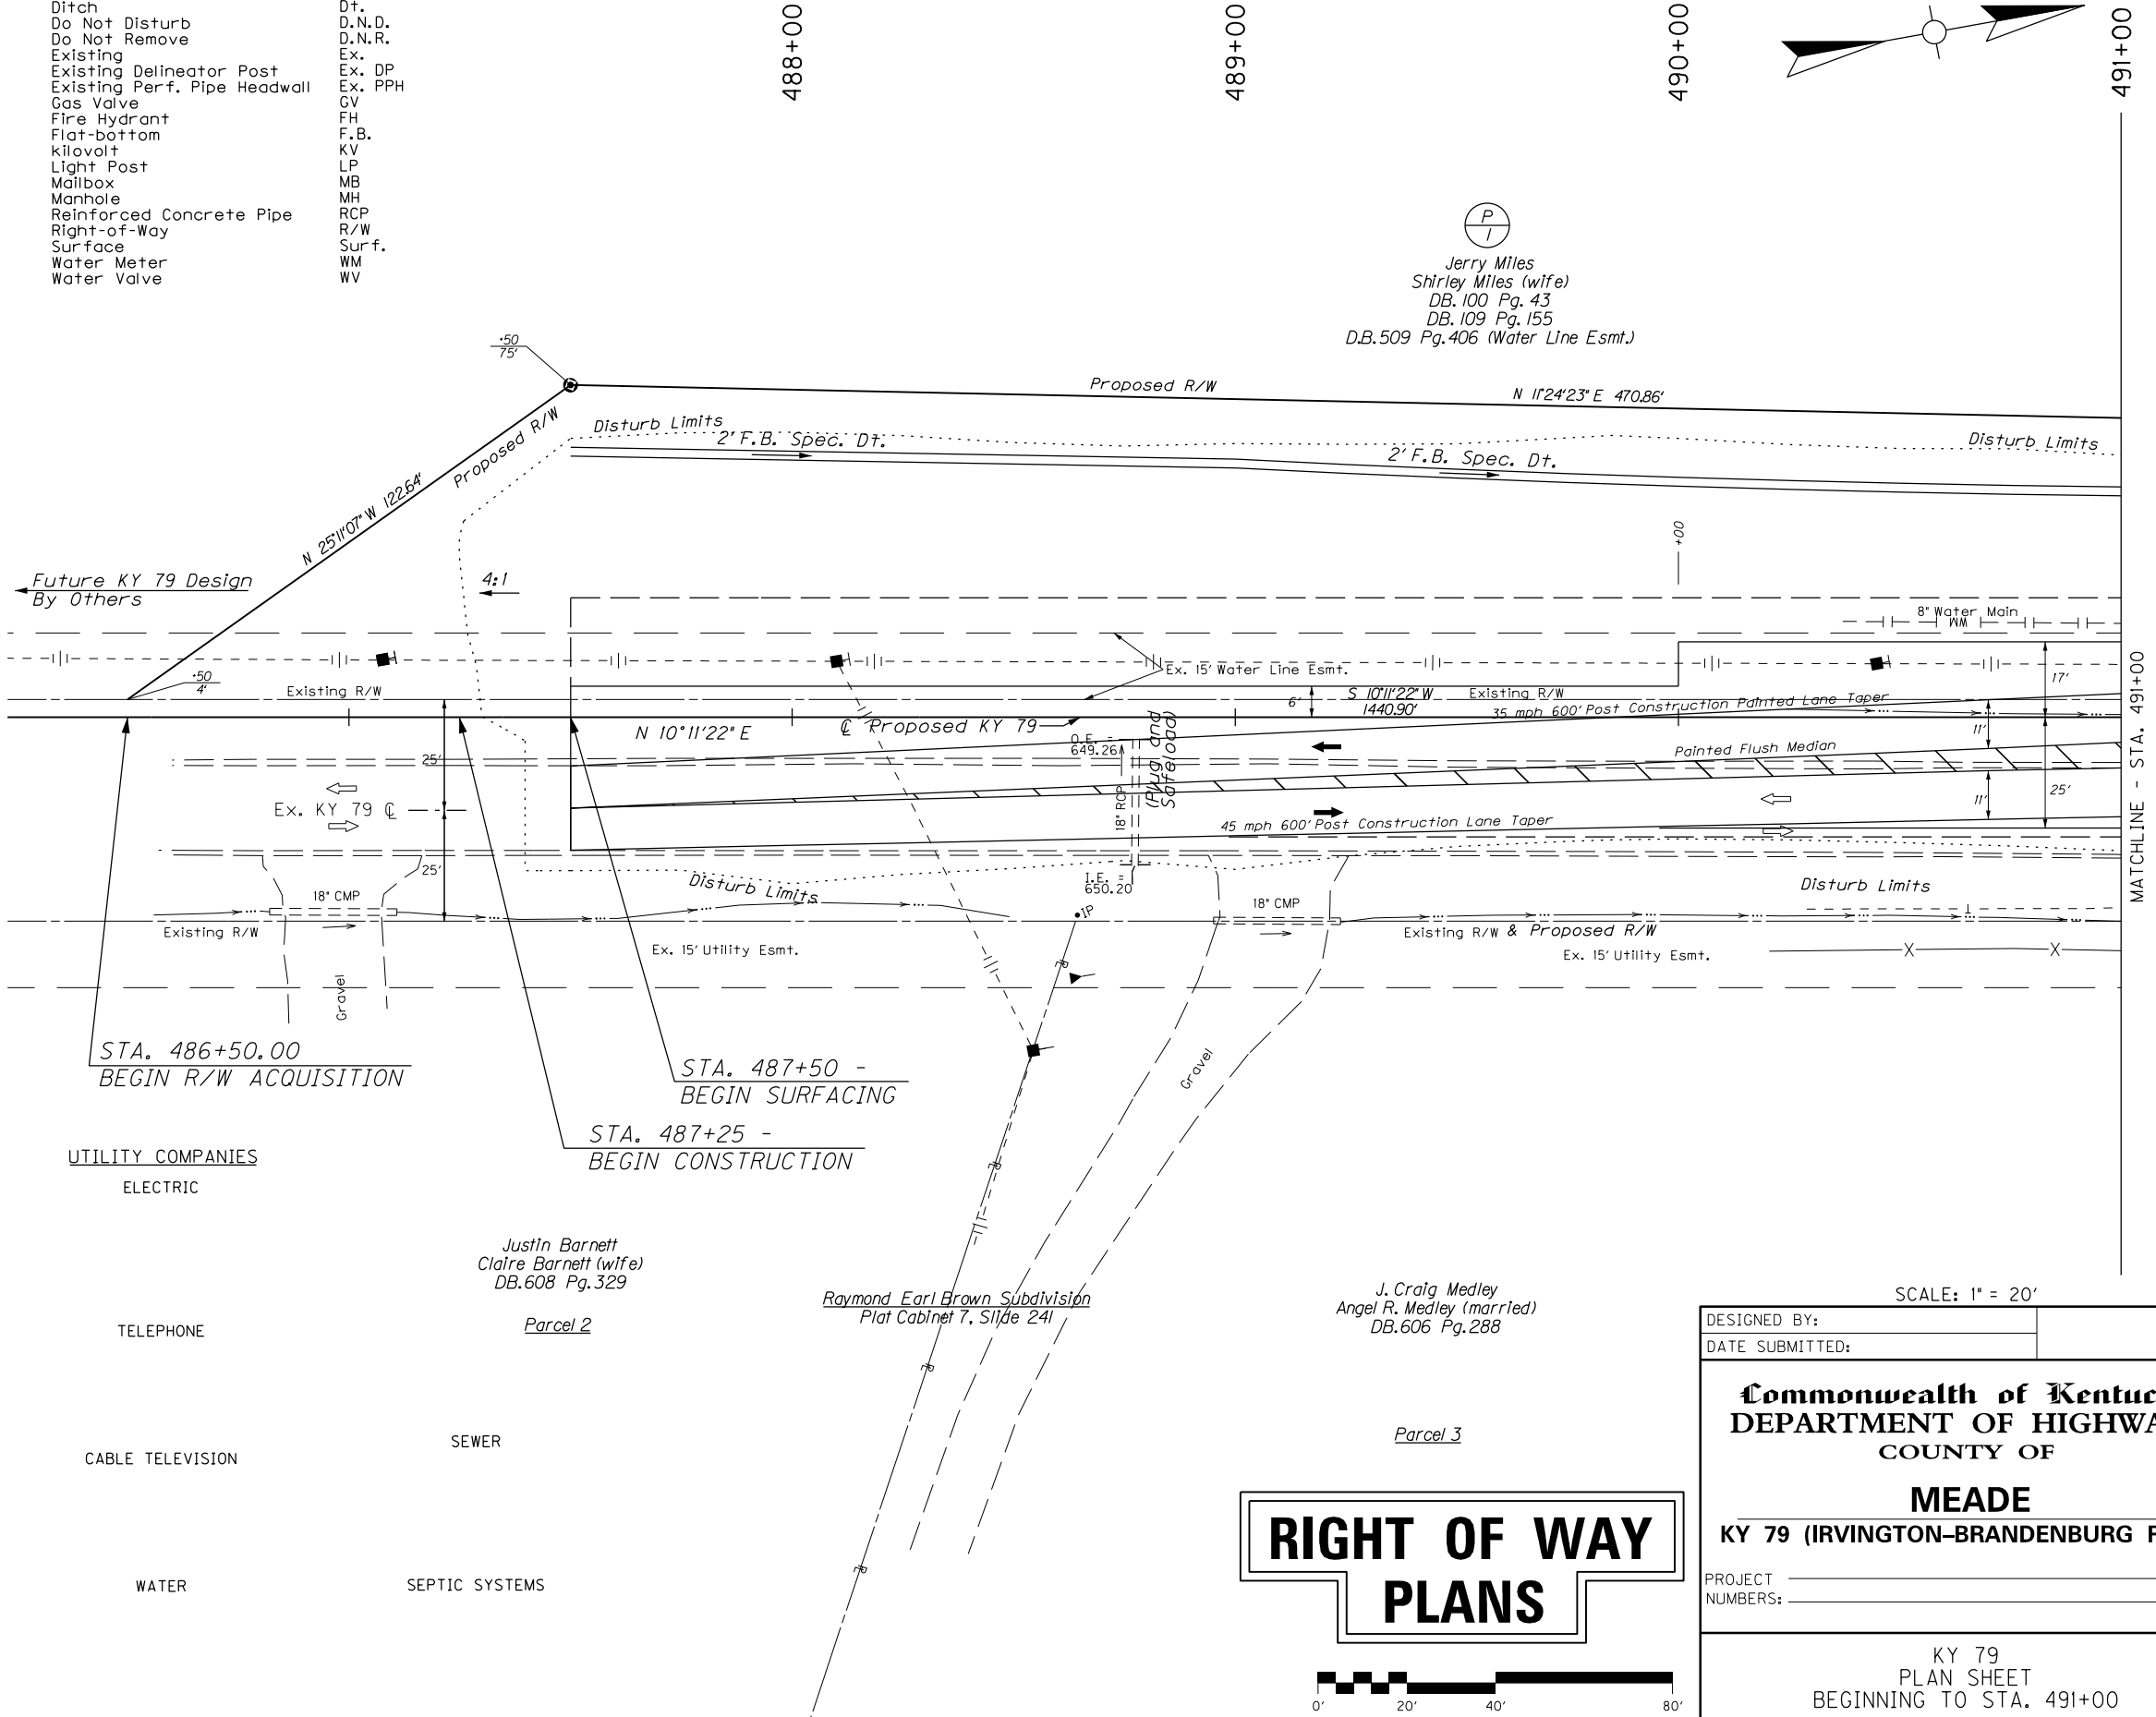 Ditch Dt.
Do Not Disturb D.N.D.
Do Not Remove D.N.R.
Existing Ex.
Existing Delineator Post Ex. DP
Existing Perf. Pipe Headwall Ex. PPH
Gas Valve GV
Fire Hydrant FH
Flat-bottom F.B.
kilovolt KV
Light Post LP
Mailbox MB
Manhole MH
Reinforced Concrete Pipe RCP
Right-of-Way R/W
Surface Surf.
Water Meter WM
Water Valve WV
488+00
489+00
490+00
491+00
P
1
Jerry Miles
Shirley Miles (wife)
DB. 100 Pg. 43
DB. 109 Pg. 155
D.B.509 Pg.406 (Water Line Esmt.)
+50
75'
Proposed R/W
N 11°24'23" E 470.86'
Disturb Limits
2' F.B. Spec. Dt.
2' F.B. Spec. Dt.
Disturb Limits
Proposed R/W
N 25°11'07" W 122.64'
+00
Future KY 79 Design
By Others
4:1
8" Water Main
WM
Ex. 15' Water Line Esmt.
+50
4'
Existing R/W
6'
S 10°11'22" W
1440.90'
Existing R/W
35 mph 600' Post Construction Painted Lane Taper
17'
N 10°11'22" E
℄ Proposed KY 79
O.E. =
649.26
(Plug and
Safeload)
11'
Painted Flush Median
25'
Ex. KY 79 ℄
18" RCP
11'
25'
45 mph 600' Post Construction Lane Taper
25'
I.E. =
650.20
Disturb Limits
Disturb Limits
18" CMP
18" CMP
IP
Existing R/W
Existing R/W & Proposed R/W
Ex. 15' Utility Esmt.
Ex. 15' Utility Esmt.
X
X
MATCHLINE - STA. 491+00
Gravel
Gravel
STA. 486+50.00
BEGIN R/W ACQUISITION
STA. 487+50 -
BEGIN SURFACING
STA. 487+25 -
BEGIN CONSTRUCTION
UTILITY COMPANIES
ELECTRIC
TELEPHONE
CABLE TELEVISION
SEWER
WATER
SEPTIC SYSTEMS
Justin Barnett
Claire Barnett (wife)
DB.608 Pg.329
Parcel 2
Raymond Earl Brown Subdivision
Plat Cabinet 7, Slide 241
J. Craig Medley
Angel R. Medley (married)
DB.606 Pg.288
Parcel 3
RIGHT OF WAY
PLANS
0' 20' 40' 80'
SCALE: 1" = 20'
DESIGNED BY:
DATE SUBMITTED:
Commonwealth of Kentuc
DEPARTMENT OF HIGHWA
COUNTY OF
MEADE
KY 79 (IRVINGTON–BRANDENBURG
PROJECT
NUMBERS:
KY 79
PLAN SHEET
BEGINNING TO STA. 491+00